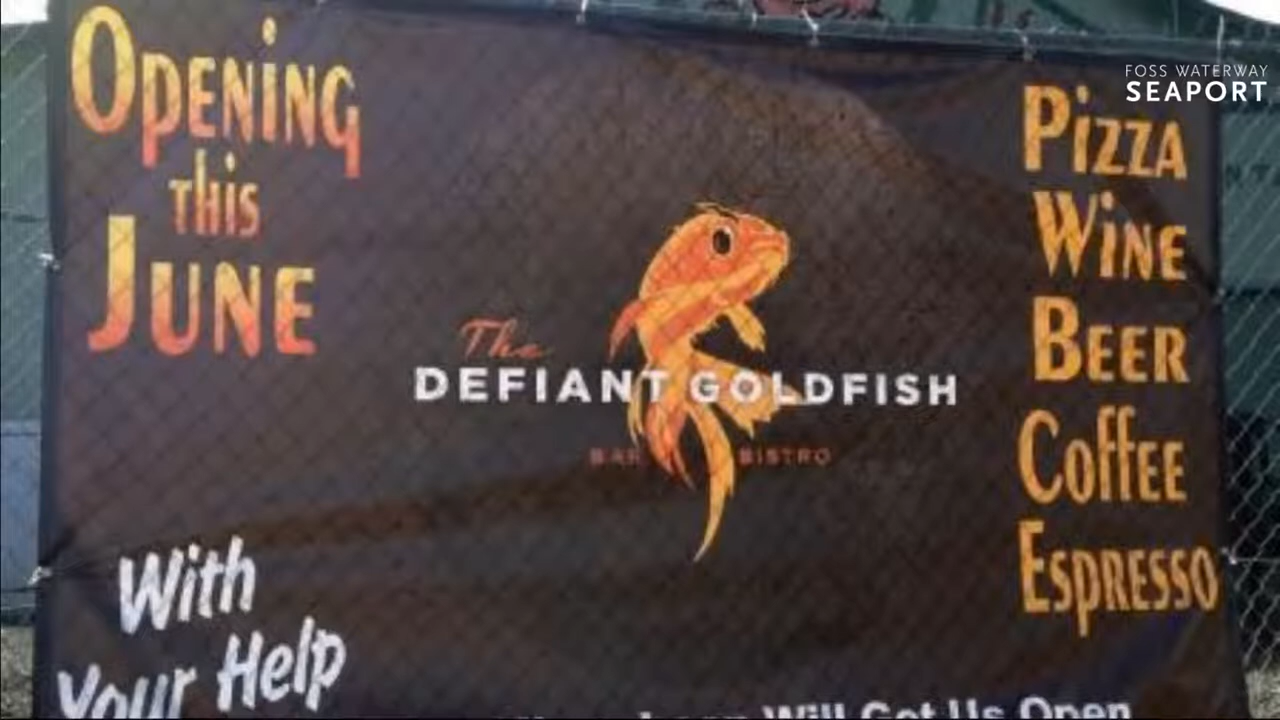 Opening
this
June
FOSS WATERWAY
SEAPORT
Pizza
Wine
Beer
Coffee
Espresso
The
DEFIANT GOLDFISH
BAR BISTRO
With
Your Help
Will Get Us Open